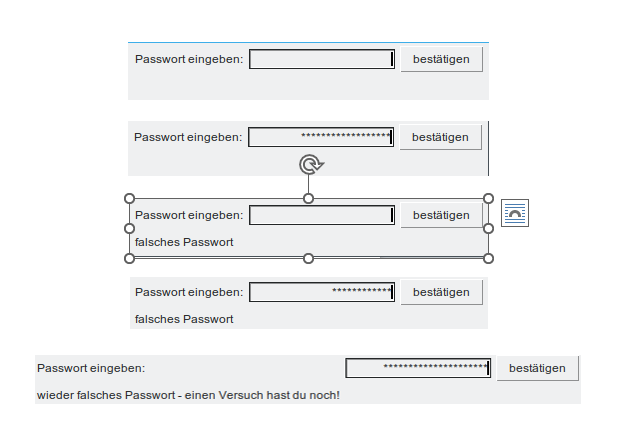 Passwort eingeben: bestätigen
Passwort eingeben: ****************** bestätigen
Passwort eingeben: bestätigen
falsches Passwort
Passwort eingeben: ************ bestätigen
falsches Passwort
Passwort eingeben: ********************* bestätigen
wieder falsches Passwort - einen Versuch hast du noch!